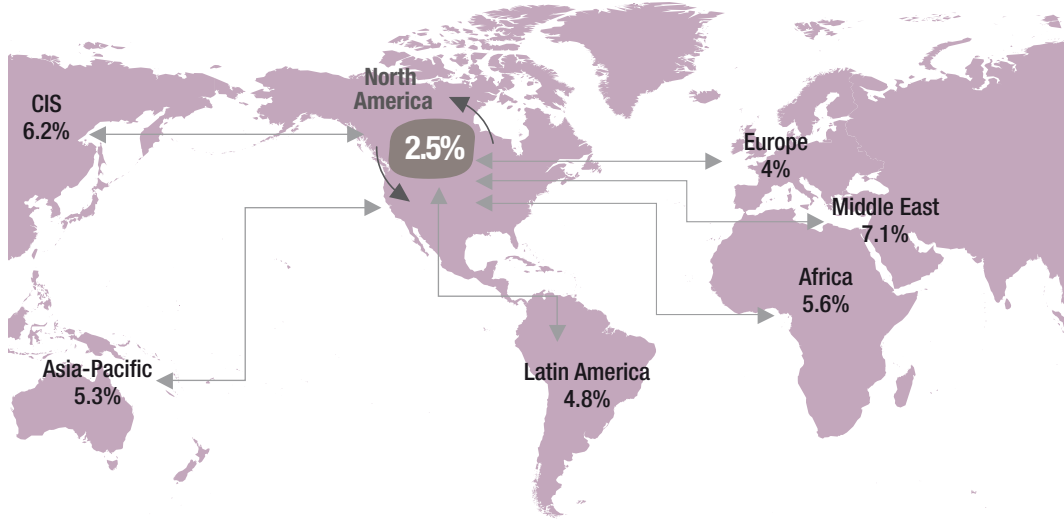 North
America
2.5%
CIS
6.2%
Europe
4%
Middle East
7.1%
Africa
5.6%
Asia-Pacific
5.3%
Latin America
4.8%